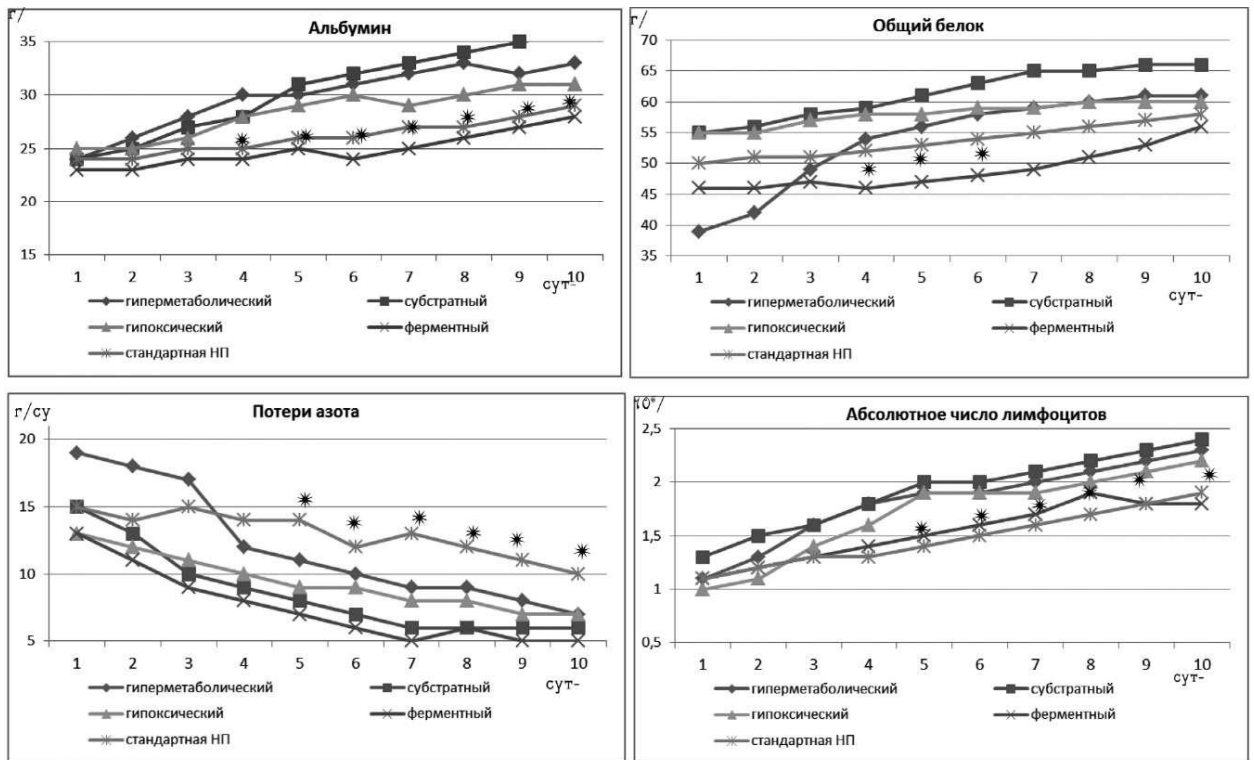 г/
Альбумин
35
30
25
20
15
1 2 3 4 5 6 7 8 9 10
сут-
гиперметаболический субстратный
гипоксический ферментный
стандартная НП
г/
Общий белок
70
65
60
55
50
45
40
35
1 2 3 4 5 6 7 8 9 10
сут-
гиперметаболический субстратный
гипоксический ферментный
стандартная НП
г/су
Потери азота
20
15
10
5
1 2 3 4 5 6 7 8 9 10
сут-
гиперметаболический субстратный
гипоксический ферментный
стандартная НП
Абсолютное число лимфоцитов
2,5
2
1,5
1
0,5
1 2 3 4 5 6 7 8 9 10
сут-
гиперметаболический субстратный
гипоксический ферментный
стандартная НП